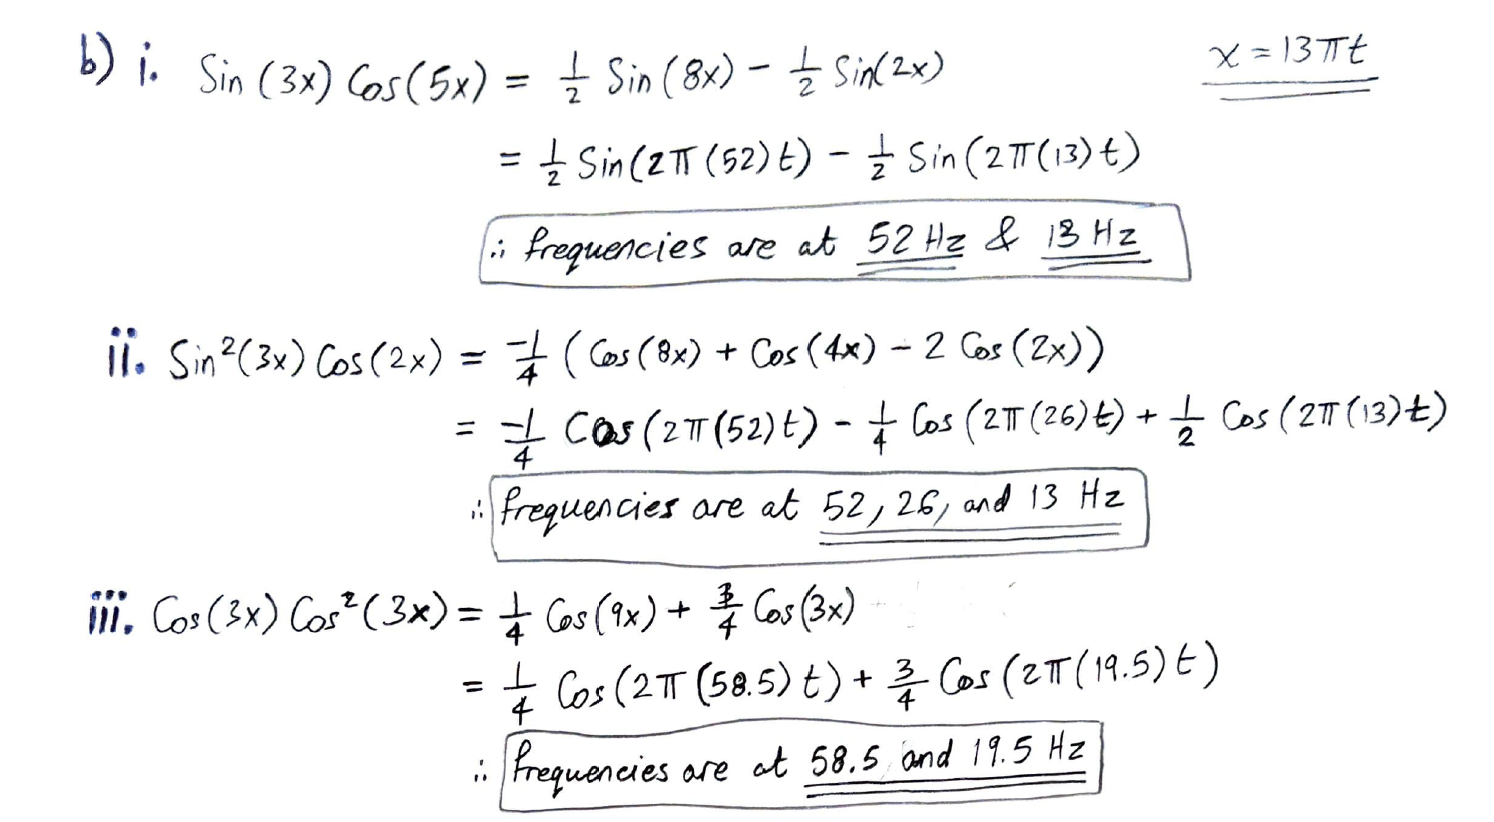 b) i. Sin (3x) Cos(5x) = 1/2 Sin (8x) - 1/2 Sin(2x)
x = 13πt
= 1/2 Sin(2π (52) t) - 1/2 Sin (2π(13) t)
∴ frequencies are at 52 Hz & 13 Hz
ii. Sin²(3x) Cos(2x) = -1/4 (Cos(8x) + Cos(4x) - 2 Cos(2x))
= -1/4 Cos (2π(52)t) - 1/4 Cos (2π(26)t) + 1/2 Cos (2π(13)t)
∴ frequencies are at 52, 26, and 13 Hz
iii. Cos(3x) Cos²(3x) = 1/4 Cos(9x) + 3/4 Cos(3x)
= 1/4 Cos(2π (58.5) t) + 3/4 Cos (2π(19.5) t)
∴ frequencies are at 58.5 and 19.5 Hz